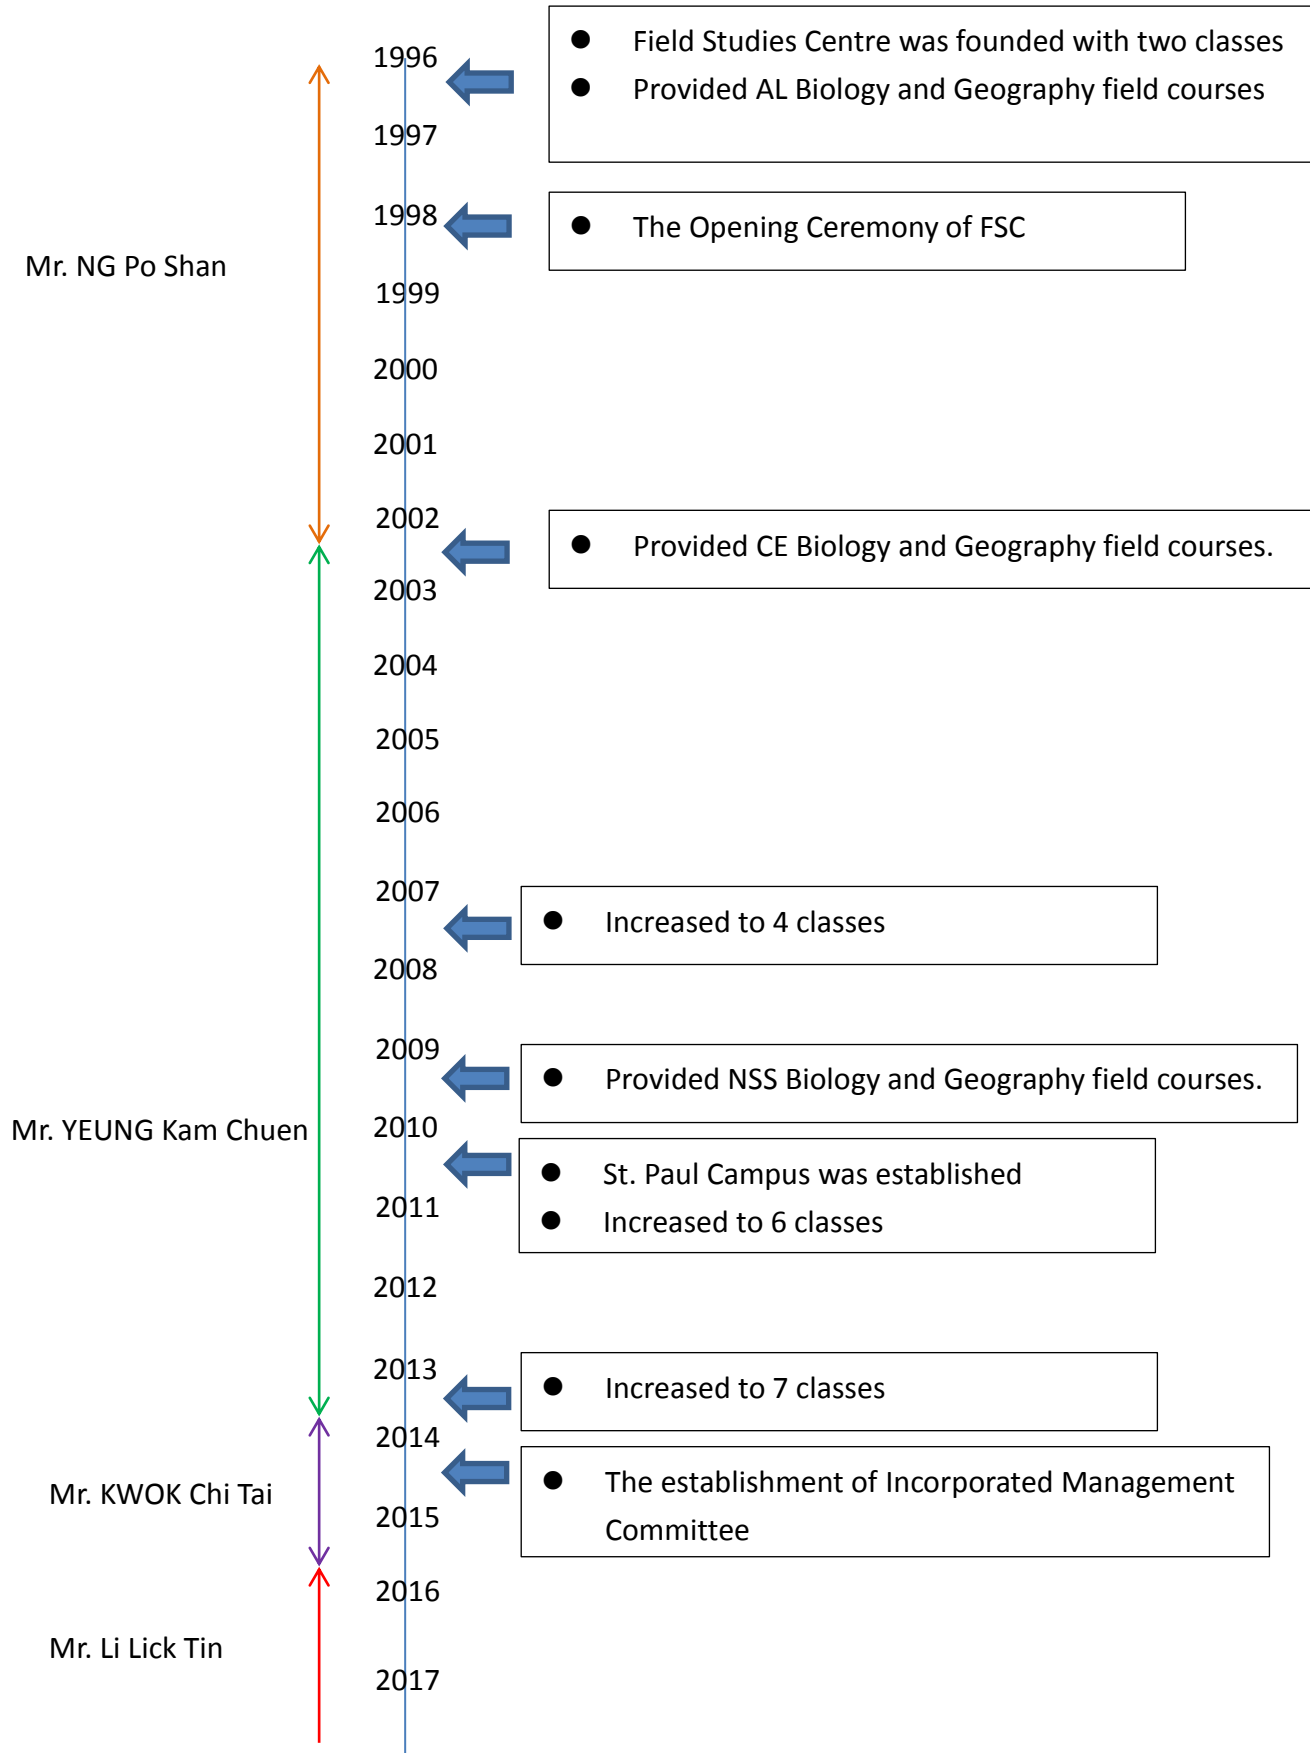 1996
● Field Studies Centre was founded with two classes
● Provided AL Biology and Geography field courses
1997
1998
● The Opening Ceremony of FSC
Mr. NG Po Shan
1999
2000
2001
2002
● Provided CE Biology and Geography field courses.
2003
2004
2005
2006
2007
● Increased to 4 classes
2008
2009
● Provided NSS Biology and Geography field courses.
Mr. YEUNG Kam Chuen
2010
● St. Paul Campus was established
2011
● Increased to 6 classes
2012
2013
● Increased to 7 classes
2014
● The establishment of Incorporated Management
Committee
Mr. KWOK Chi Tai
2015
2016
Mr. Li Lick Tin
2017